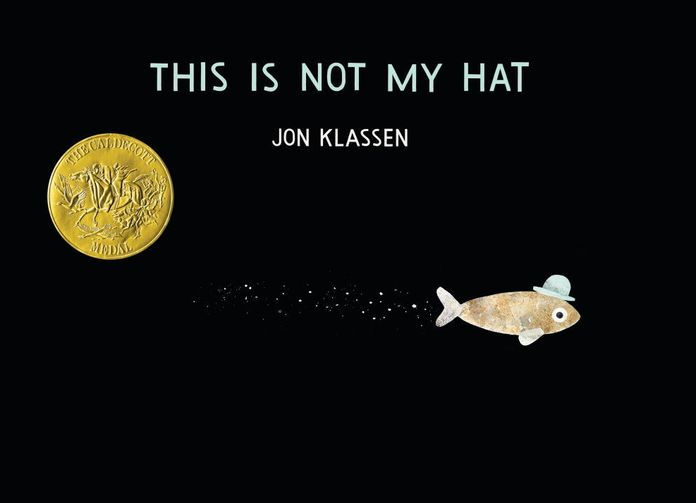 THIS IS NOT MY HAT
JON KLASSEN
THE CALDECOTT
MEDAL